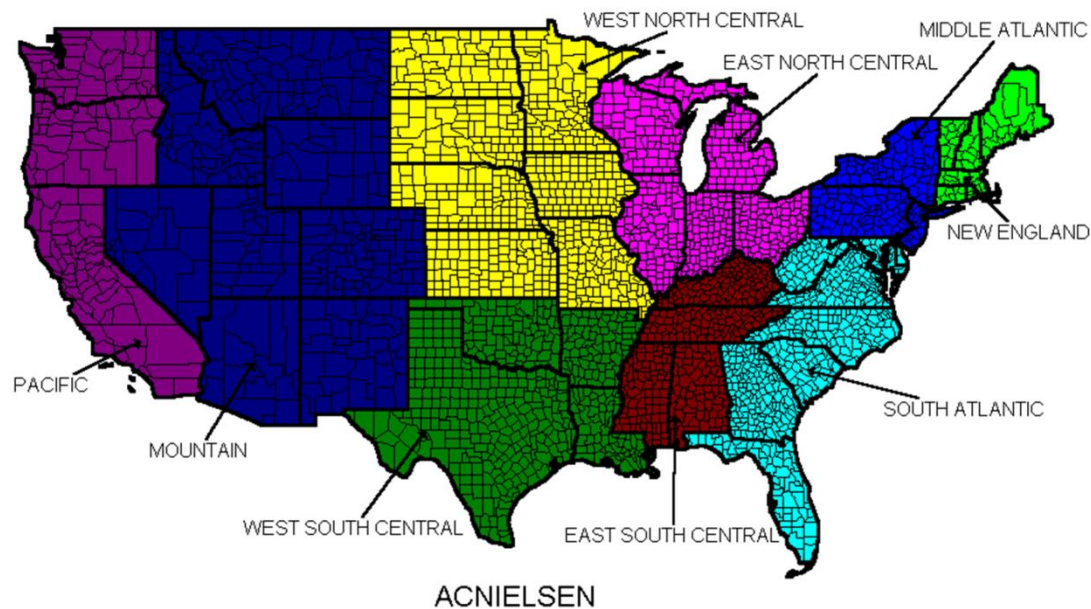 WEST NORTH CENTRAL
MIDDLE ATLANTIC
EAST NORTH CENTRAL
NEW ENGLAND
PACIFIC
SOUTH ATLANTIC
MOUNTAIN
WEST SOUTH CENTRAL
EAST SOUTH CENTRAL
ACNIELSEN